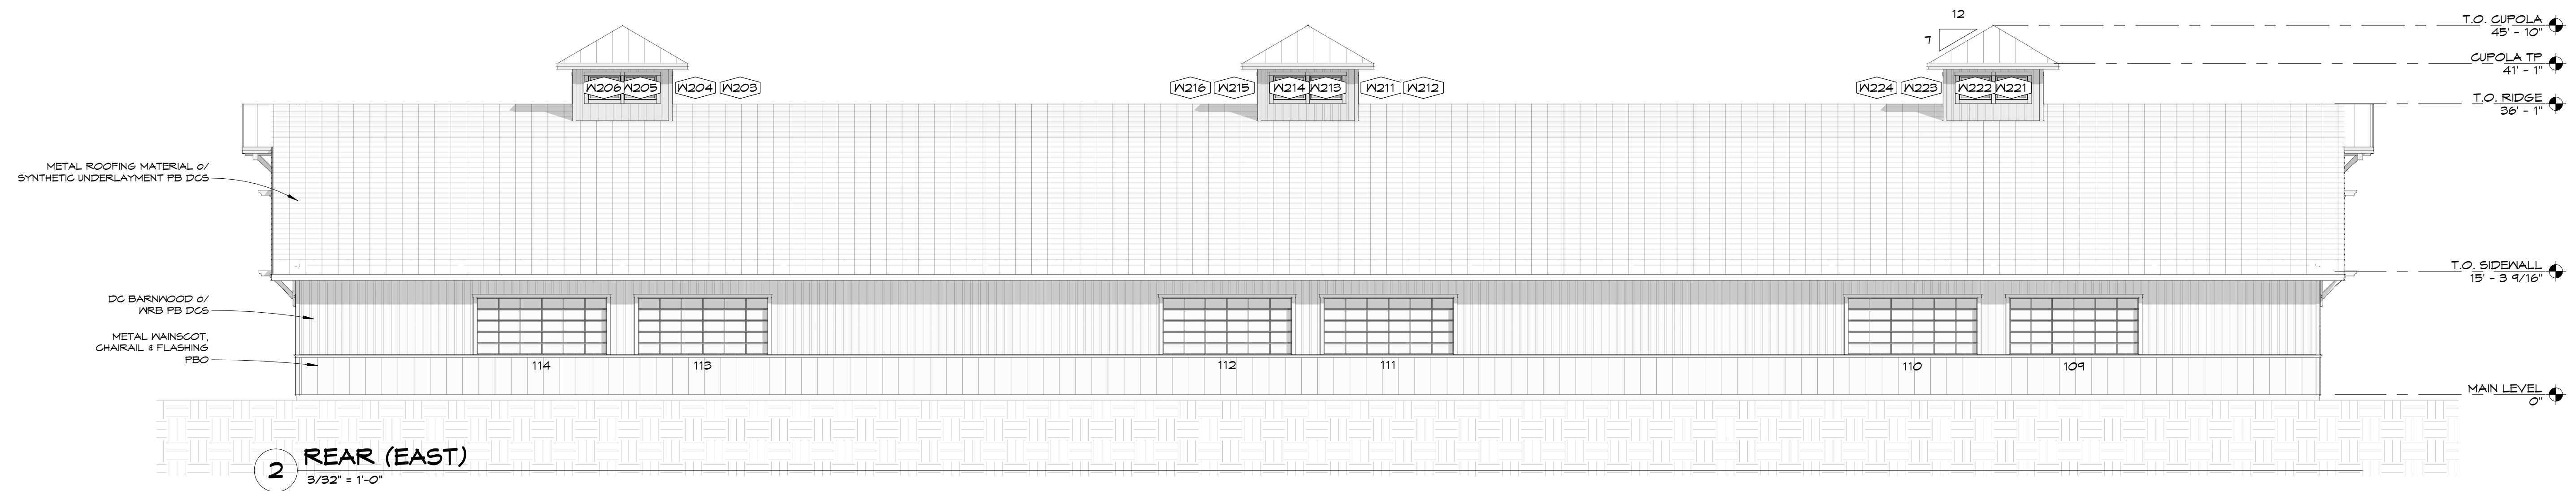 12
7
T.O. CUPOLA
45' - 10"
CUPOLA TP
41' - 1"
T.O. RIDGE
36' - 1"
W206 W205 W204 W203
W216 W215 W214 W213 W211 W212
W224 W223 W222 W221
METAL ROOFING MATERIAL O/
SYNTHETIC UNDERLAYMENT PB DCS
T.O. SIDEWALL
15' - 3 9/16"
DC BARNWOOD O/
WRB PB DCS
METAL WAINSCOT,
CHAIRAIL & FLASHING
PBO
114 113 112 111 110 109
MAIN LEVEL
0"
2 REAR (EAST)
3/32" = 1'-0"